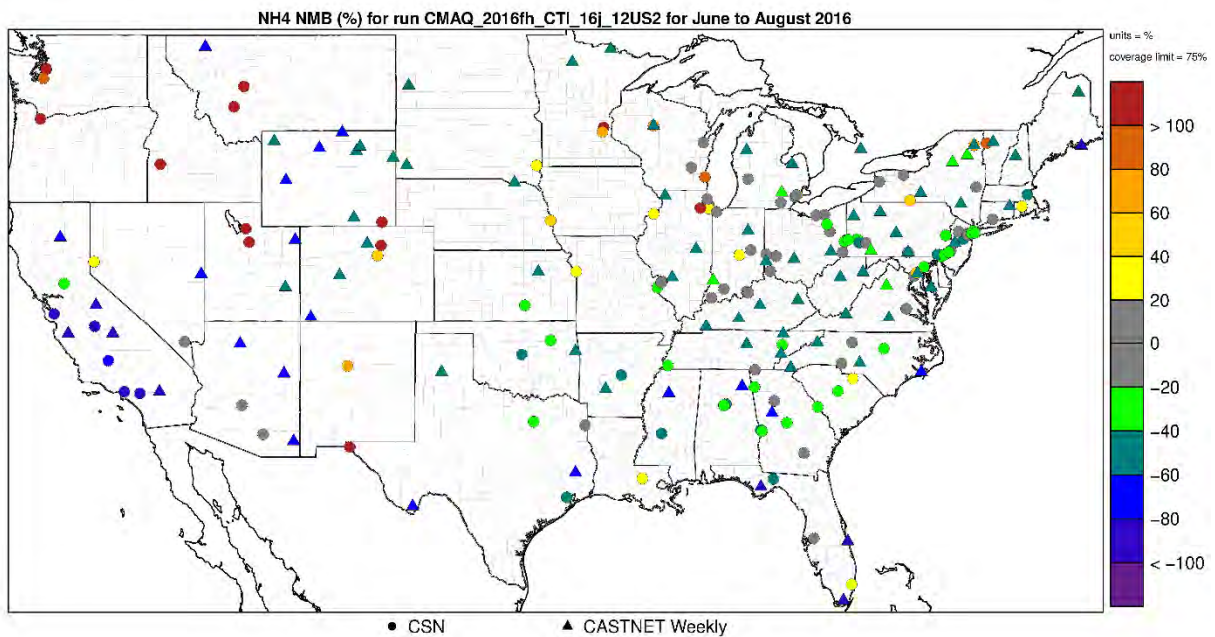 NH4 NMB (%) for run CMAQ_2016fh_CTI_16j_12US2 for June to August 2016
units = %
coverage limit = 75%
> 100
80
60
40
20
0
−20
−40
−60
−80
< −100
● CSN ▲ CASTNET Weekly